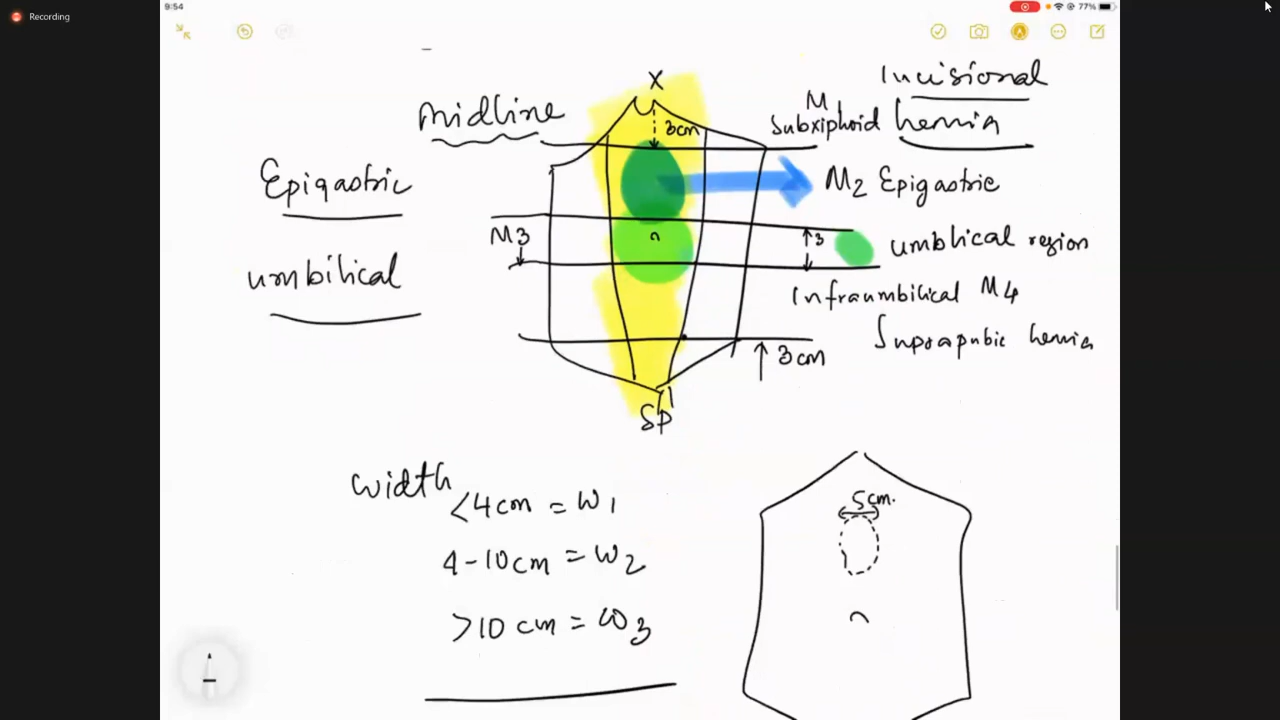 Recording
9:54
77%
X
Incisional
midline
M
3cm
Subxiphoid hernia
Epigastric
M2 Epigastric
M3
3
umblical region
umbilical
Infraumbilical M4
Suprapubic hernia
3cm
SP
width
<4cm = W1
4-10cm = W2
>10 cm = W3
5cm.